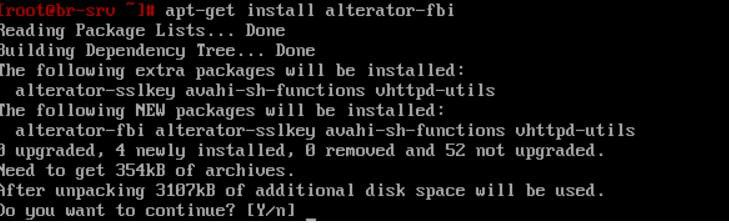 [root@br-srv ~]# apt-get install alterator-fbi
Reading Package Lists... Done
Building Dependency Tree... Done
The following extra packages will be installed:
  alterator-sslkey avahi-sh-functions vhttpd-utils
The following NEW packages will be installed:
  alterator-fbi alterator-sslkey avahi-sh-functions vhttpd-utils
0 upgraded, 4 newly installed, 0 removed and 52 not upgraded.
Need to get 354kB of archives.
After unpacking 3107kB of additional disk space will be used.
Do you want to continue? [Y/n] _